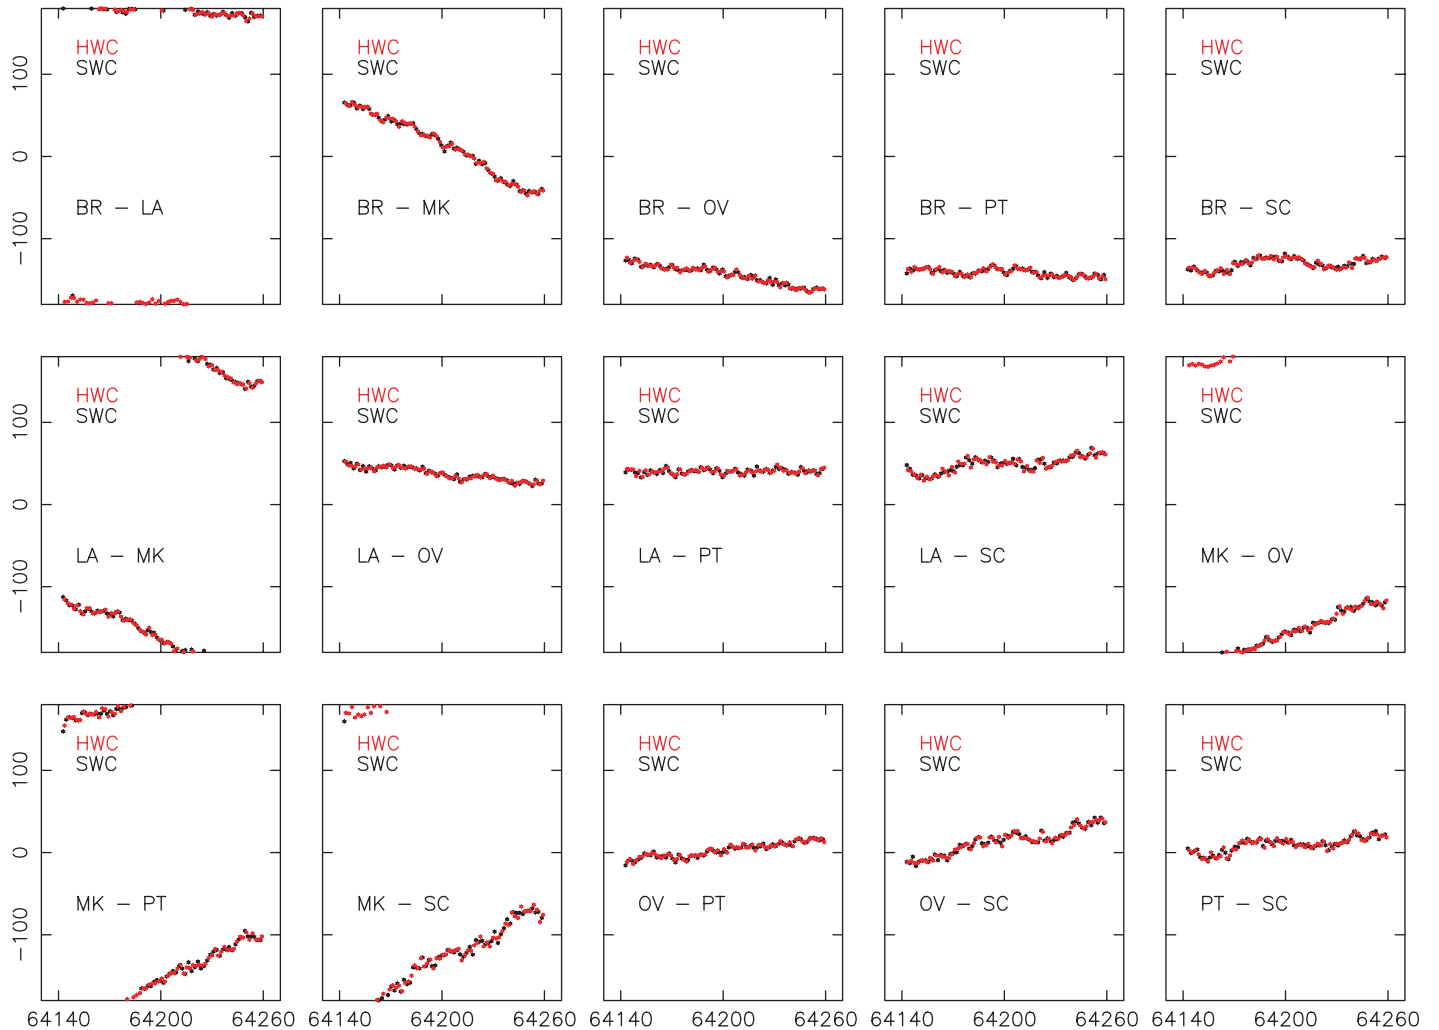 100
0
−100
HWC
SWC
BR − LA
HWC
SWC
BR − MK
HWC
SWC
BR − OV
HWC
SWC
BR − PT
HWC
SWC
BR − SC
100
0
−100
HWC
SWC
LA − MK
HWC
SWC
LA − OV
HWC
SWC
LA − PT
HWC
SWC
LA − SC
HWC
SWC
MK − OV
100
0
−100
HWC
SWC
MK − PT
HWC
SWC
MK − SC
HWC
SWC
OV − PT
HWC
SWC
OV − SC
HWC
SWC
PT − SC
64140 64200 64260
64140 64200 64260
64140 64200 64260
64140 64200 64260
64140 64200 64260